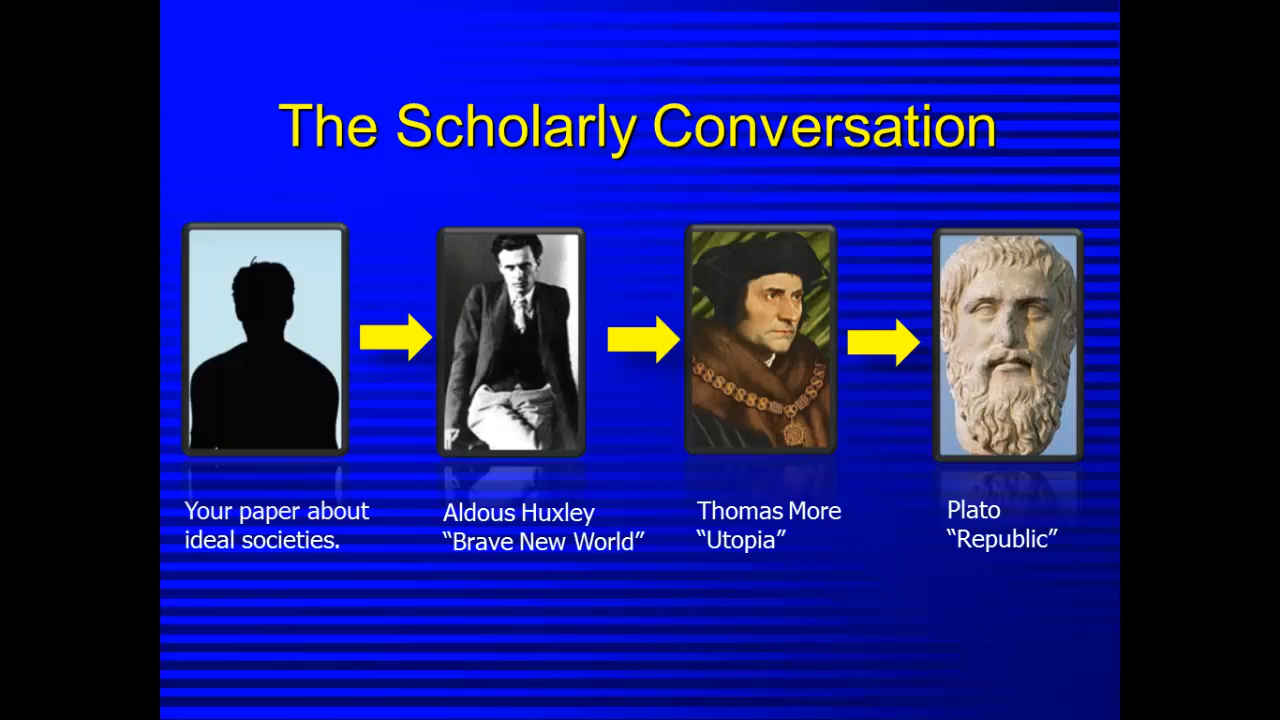 The Scholarly Conversation
Your paper about
ideal societies.
Aldous Huxley
“Brave New World”
Thomas More
“Utopia”
Plato
“Republic”